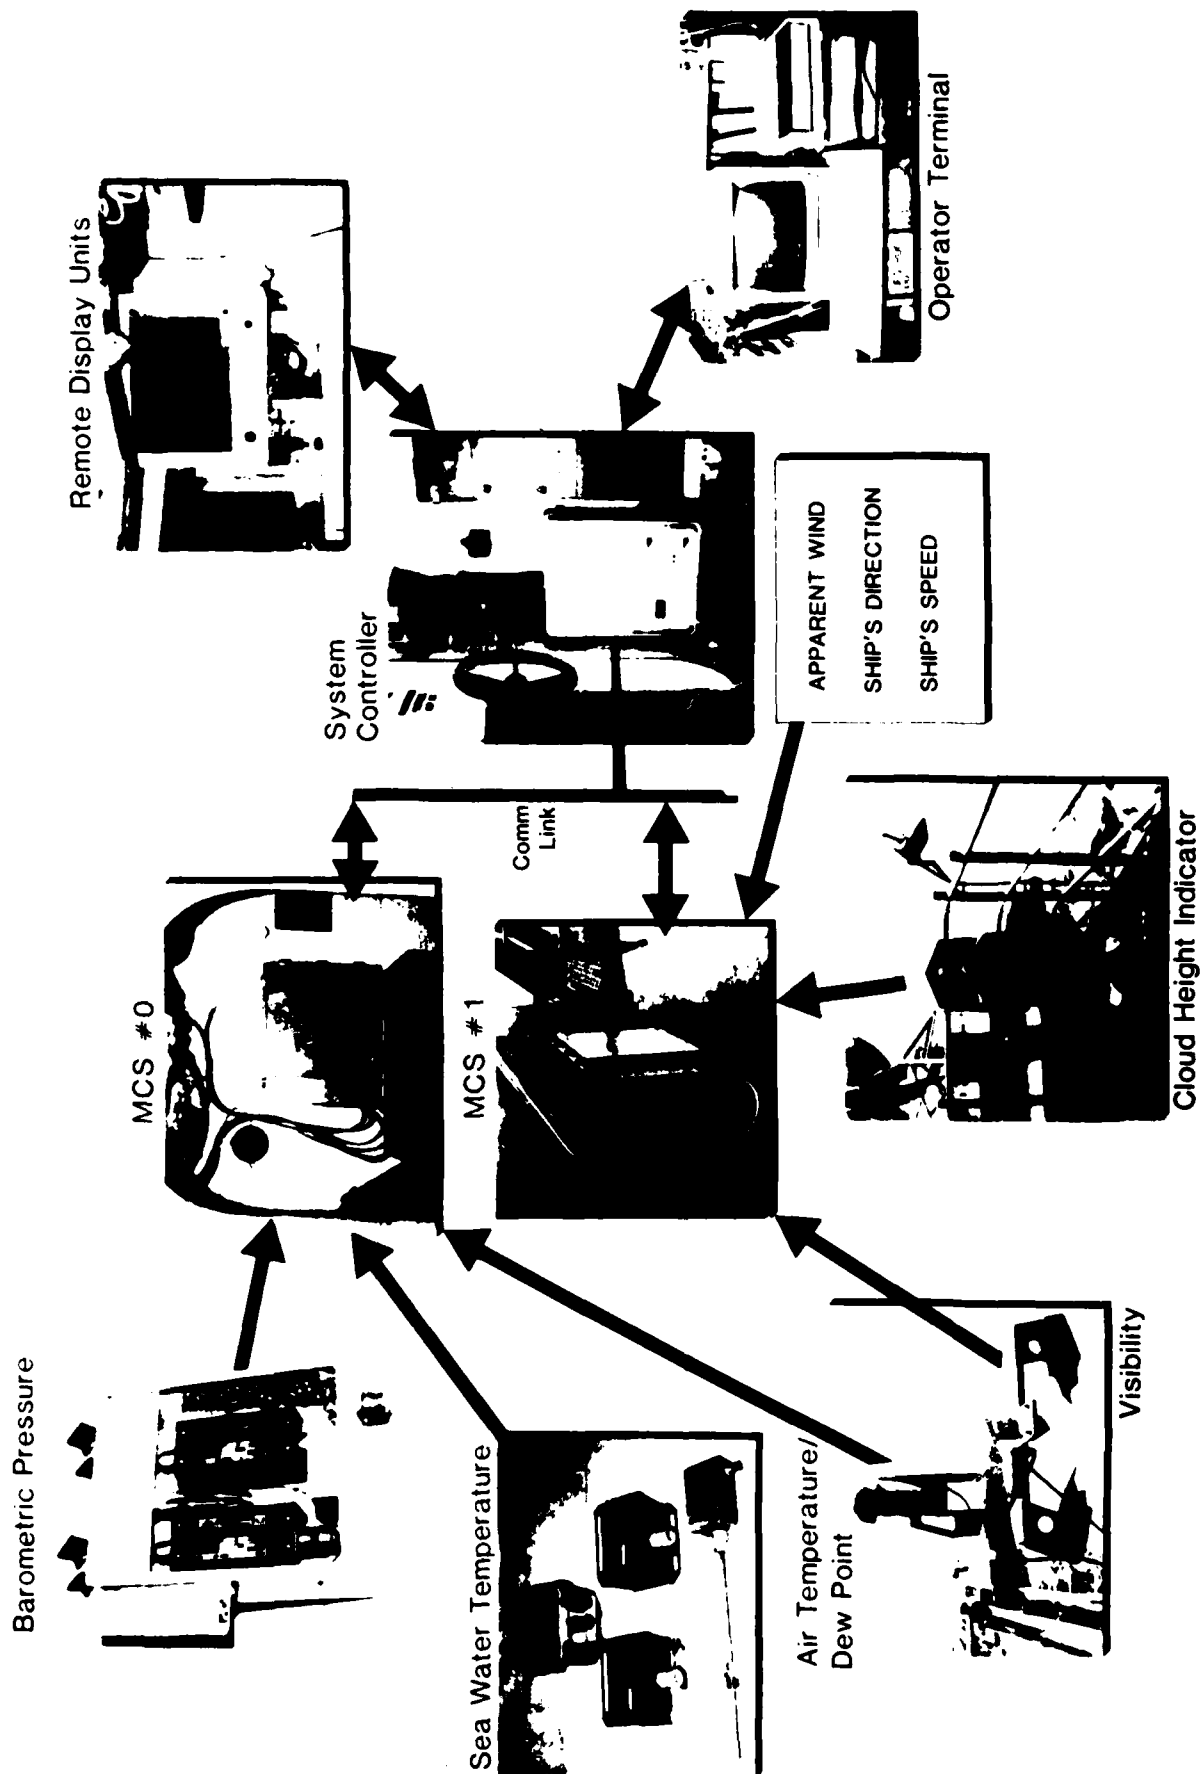 Barometric Pressure
MCS #0
Remote Display Units
System
Controller
Sea Water Temperature
MCS #1
Comm
Link
Air Temperature/
Dew Point
APPARENT WIND
SHIP'S DIRECTION
SHIP'S SPEED
Operator Terminal
Visibility
Cloud Height Indicator